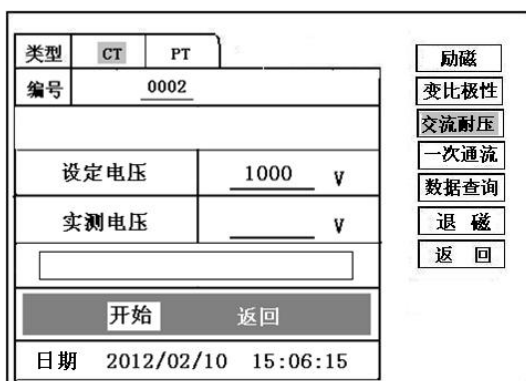 类型 CT PT
编号 0002
设定电压 1000 V
实测电压 V
开始 返回
日期 2012/02/10 15:06:15
励磁
变比极性
交流耐压
一次通流
数据查询
退 磁
返 回